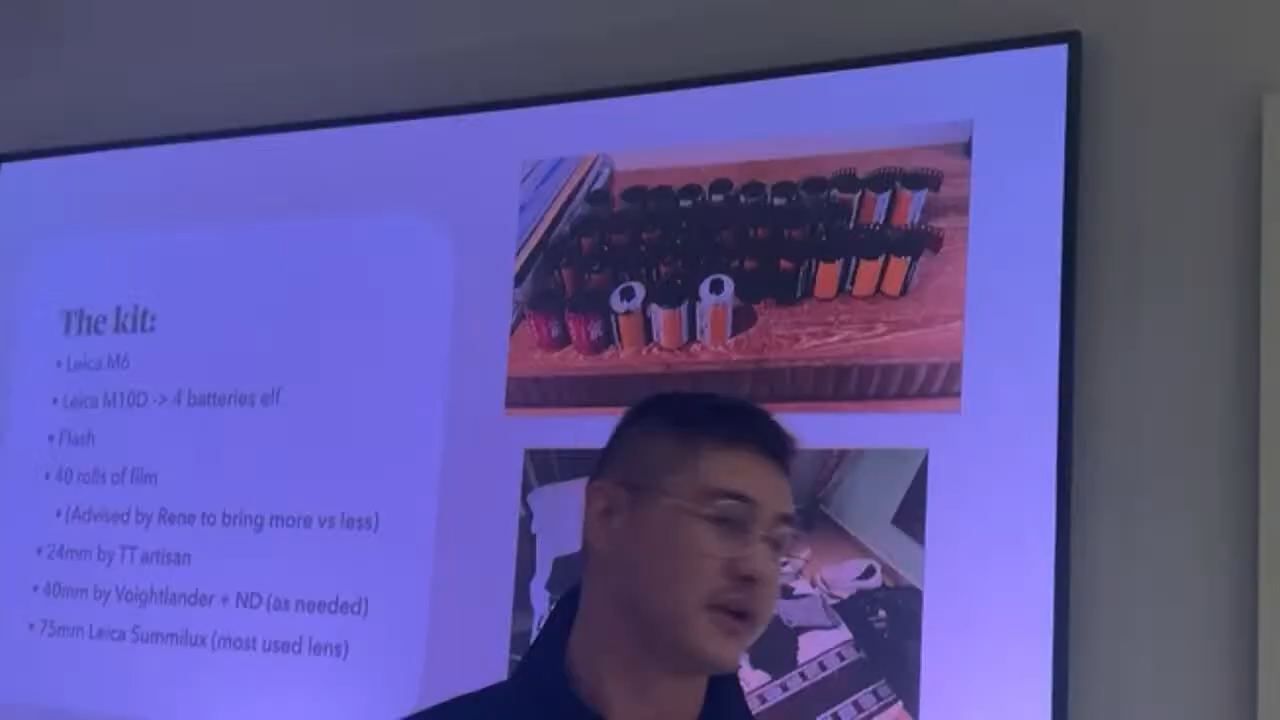 The kit:
• Leica M6
• Leica M10D -> 4 batteries elf
• Flash
• 40 rolls of film
• (Advised by Rene to bring more vs less)
• 24mm by TT artisan
• 40mm by Voightlander + ND (as needed)
• 75mm Leica Summilux (most used lens)